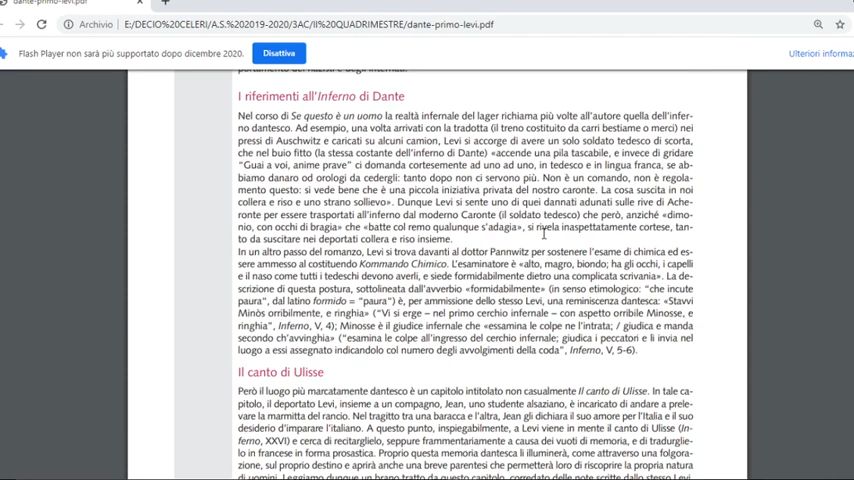 dante-primo-levi.pdf
Archivio
E:/DECIO%20CELERI/A.S.%202019-2020/3AC/II%20QUADRIMESTRE/dante-primo-levi.pdf
Flash Player non sarà più supportato dopo dicembre 2020.
Disattiva
Ulteriori informa
portamento dei nazisti e degli internati.
I riferimenti all'Inferno di Dante
Nel corso di Se questo è un uomo la realtà infernale del lager richiama più volte all'autore quella dell'infer-
no dantesco. Ad esempio, una volta arrivati con la tradotta (il treno costituito da carri bestiame o merci) nei
pressi di Auschwitz e caricati su alcuni camion, Levi si accorge di avere un solo soldato tedesco di scorta,
che nel buio fitto (la stessa costante dell'inferno di Dante) «accende una pila tascabile, e invece di gridare
"Guai a voi, anime prave" ci domanda cortesemente ad uno ad uno, in tedesco e in lingua franca, se ab-
biamo danaro od orologi da cedergli: tanto dopo non ci servono più. Non è un comando, non è regola-
mento questo: si vede bene che è una piccola iniziativa privata del nostro caronte. La cosa suscita in noi
collera e riso e uno strano sollievo». Dunque Levi si sente uno di quei dannati adunati sulle rive di Ache-
ronte per essere trasportati all'inferno dal moderno Caronte (il soldato tedesco) che però, anziché «dimo-
nio, con occhi di bragia» che «batte col remo qualunque s'adagia», si rivela inaspettatamente cortese, tan-
to da suscitare nei deportati collera e riso insieme.
In un altro passo del romanzo, Levi si trova davanti al dottor Pannwitz per sostenere l'esame di chimica ed es-
sere ammesso al costituendo Kommando Chimico. L'esaminatore è «alto, magro, biondo; ha gli occhi, i capelli
e il naso come tutti i tedeschi devono averli, e siede formidabilmente dietro una complicata scrivania». La de-
scrizione di questa postura, sottolineata dall'avverbio «formidabilmente» (in senso etimologico: "che incute
paura", dal latino formido = "paura") è, per ammissione dello stesso Levi, una reminiscenza dantesca: «Stavvi
Minòs orribilmente, e ringhia» ("Vi si erge – nel primo cerchio infernale – con aspetto orribile Minosse, e
ringhia", Inferno, V, 4); Minosse è il giudice infernale che «essamina le colpe ne l'intrata; / giudica e manda
secondo ch'avvinghia» ("esamina le colpe all'ingresso del cerchio infernale; giudica i peccatori e li invia nel
luogo a essi assegnato indicandolo col numero degli avvolgimenti della coda", Inferno, V, 5-6).
Il canto di Ulisse
Però il luogo più marcatamente dantesco è un capitolo intitolato non casualmente Il canto di Ulisse. In tale ca-
pitolo, il deportato Levi, insieme a un compagno, Jean, uno studente alsaziano, è incaricato di andare a prele-
vare la marmitta del rancio. Nel tragitto tra una baracca e l'altra, Jean gli dichiara il suo amore per l'Italia e il suo
desiderio d'imparare l'italiano. A questo punto, inspiegabilmente, a Levi viene in mente il canto di Ulisse (In-
ferno, XXVI) e cerca di recitarglielo, seppure frammentariamente a causa dei vuoti di memoria, e di tradurglie-
lo in francese in forma prosastica. Proprio questa memoria dantesca li illuminerà, come attraverso una folgora-
zione, sul proprio destino e aprirà anche una breve parentesi che permetterà loro di riscoprire la propria natura
di uomini. Leggiamo dunque un brano tratto da questo capitolo, corredato delle note scritte dallo stesso Levi.